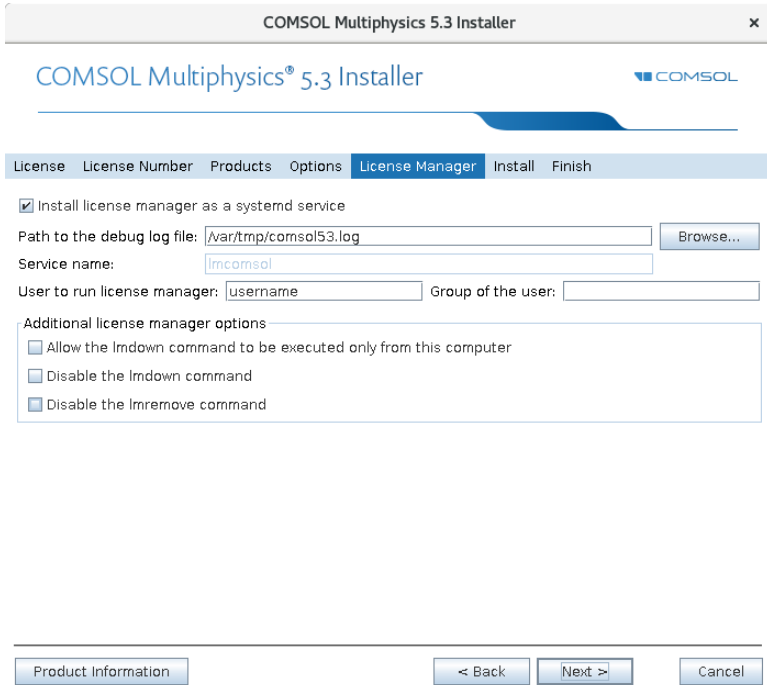 COMSOL Multiphysics 5.3 Installer ×
COMSOL Multiphysics® 5.3 Installer COMSOL
License License Number Products Options License Manager Install Finish
Install license manager as a systemd service
Path to the debug log file: /var/tmp/comsol53.log Browse...
Service name: lmcomsol
User to run license manager: username Group of the user:
Additional license manager options
Allow the lmdown command to be executed only from this computer
Disable the lmdown command
Disable the lmremove command
Product Information < Back Next > Cancel